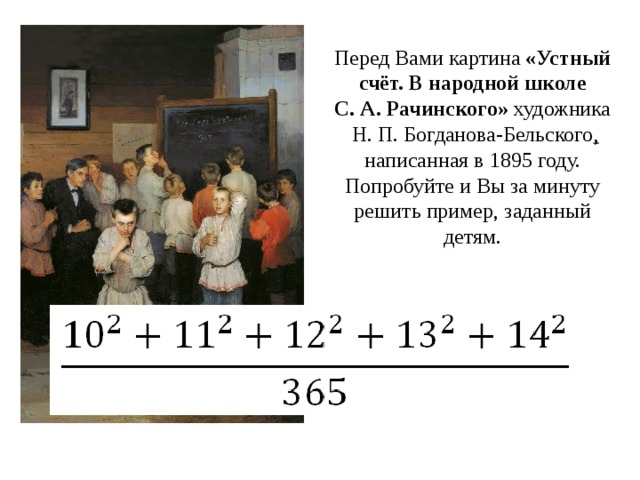 Перед Вами картина «Устный
счёт. В народной школе
С. А. Рачинского» художника
Н. П. Богданова-Бельского,
написанная в 1895 году.
Попробуйте и Вы за минуту
решить пример, заданный
детям.
10² + 11² + 12² + 13² + 14²
365